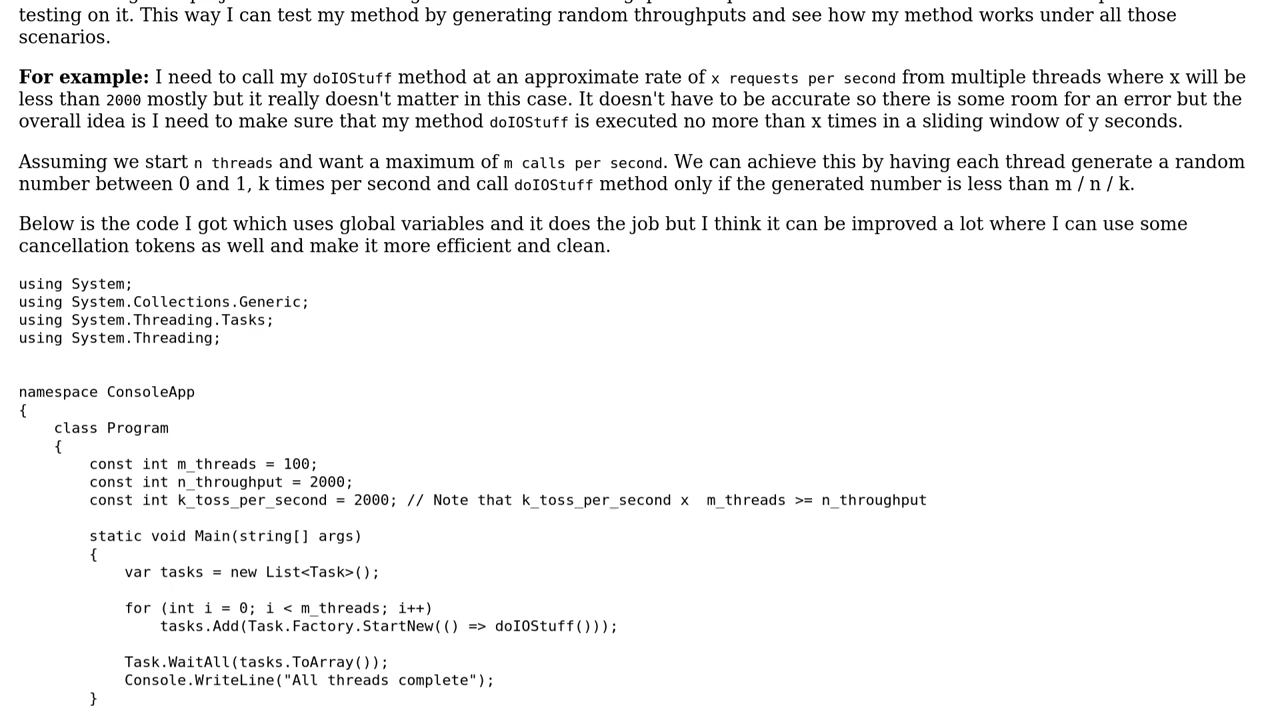 testing on it. This way I can test my method by generating random throughputs and see how my method works under all those
scenarios.
For example: I need to call my doIOStuff method at an approximate rate of x requests per second from multiple threads where x will be
less than 2000 mostly but it really doesn't matter in this case. It doesn't have to be accurate so there is some room for an error but the
overall idea is I need to make sure that my method doIOStuff is executed no more than x times in a sliding window of y seconds.
Assuming we start n threads and want a maximum of m calls per second. We can achieve this by having each thread generate a random
number between 0 and 1, k times per second and call doIOStuff method only if the generated number is less than m / n / k.
Below is the code I got which uses global variables and it does the job but I think it can be improved a lot where I can use some
cancellation tokens as well and make it more efficient and clean.
using System;
using System.Collections.Generic;
using System.Threading.Tasks;
using System.Threading;
namespace ConsoleApp
{
    class Program
    {
        const int m_threads = 100;
        const int n_throughput = 2000;
        const int k_toss_per_second = 2000; // Note that k_toss_per_second x  m_threads >= n_throughput
        static void Main(string[] args)
        {
            var tasks = new List<Task>();
            for (int i = 0; i < m_threads; i++)
                tasks.Add(Task.Factory.StartNew(() => doIOStuff()));
            Task.WaitAll(tasks.ToArray());
            Console.WriteLine("All threads complete");
        }